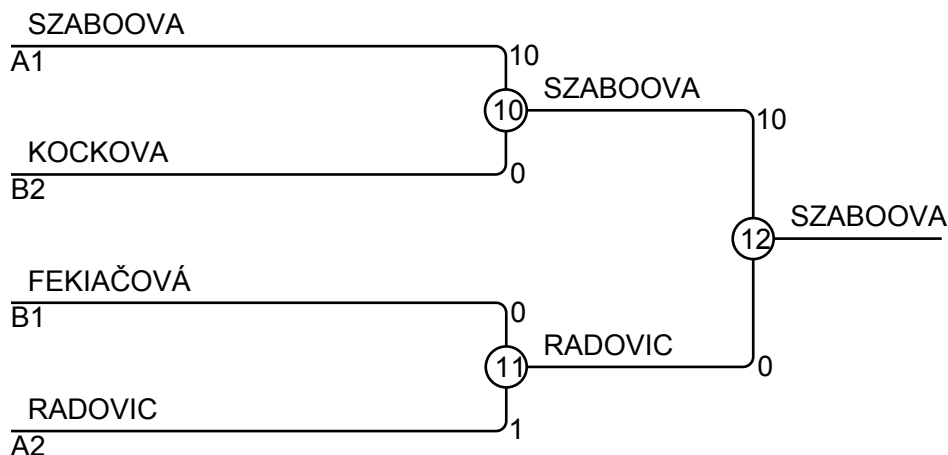 SZABOOVA
A1
10
10
SZABOOVA
10
KOCKOVA
B2
0
12
SZABOOVA
FEKIAČOVÁ
B1
0
11
RADOVIC
0
RADOVIC
A2
1